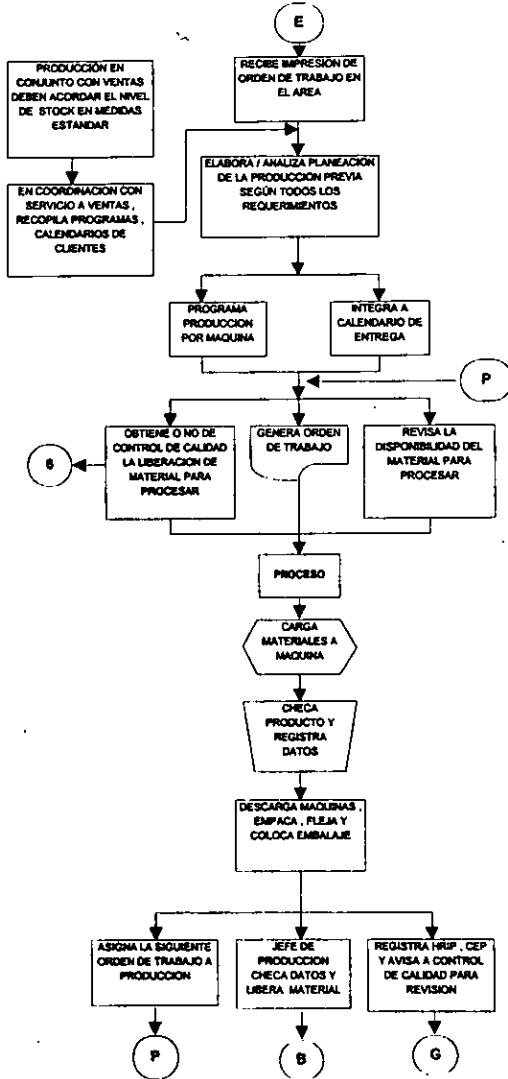 E
RECIBE IMPRESIÓN DE
ORDEN DE TRABAJO EN
EL AREA
PRODUCCIÓN EN
CONJUNTO CON VENTAS
DEBEN ACORDAR EL NIVEL
DE STOCK EN MEDIDAS
ESTANDAR
EN COORDINACION CON
SERVICIO A VENTAS,
RECOPILA PROGRAMAS,
CALENDARIOS DE
CLIENTES
ELABORA / ANALIZA PLANEACION
DE LA PRODUCCION PREVIA
SEGÚN TODOS LOS
REQUERIMIENTOS
PROGRAMA
PRODUCCION
POR MAQUINA
INTEGRA A
CALENDARIO DE
ENTREGA
P
OBTIENE O NO DE
CONTROL DE CALIDAD
LA LIBERACION DE
MATERIAL PARA
PROCESAR
6
GENERA ORDEN
DE TRABAJO
REVISA LA
DISPONIBILIDAD DEL
MATERIAL PARA
PROCESAR
PROCESO
CARGA
MATERIALES A
MAQUINA
CHECA
PRODUCTO Y
REGISTRA
DATOS
DESCARGA MAQUINAS,
EMPACA, FLEJA Y
COLOCA EMBALAJE
ASIGNA LA SIGUIENTE
ORDEN DE TRABAJO A
PRODUCCION
JEFE DE
PRODUCCION
CHECA DATOS Y
LIBERA MATERIAL
REGISTRA HRIP, CEP
Y AVISA A CONTROL
DE CALIDAD PARA
REVISION
P
B
G